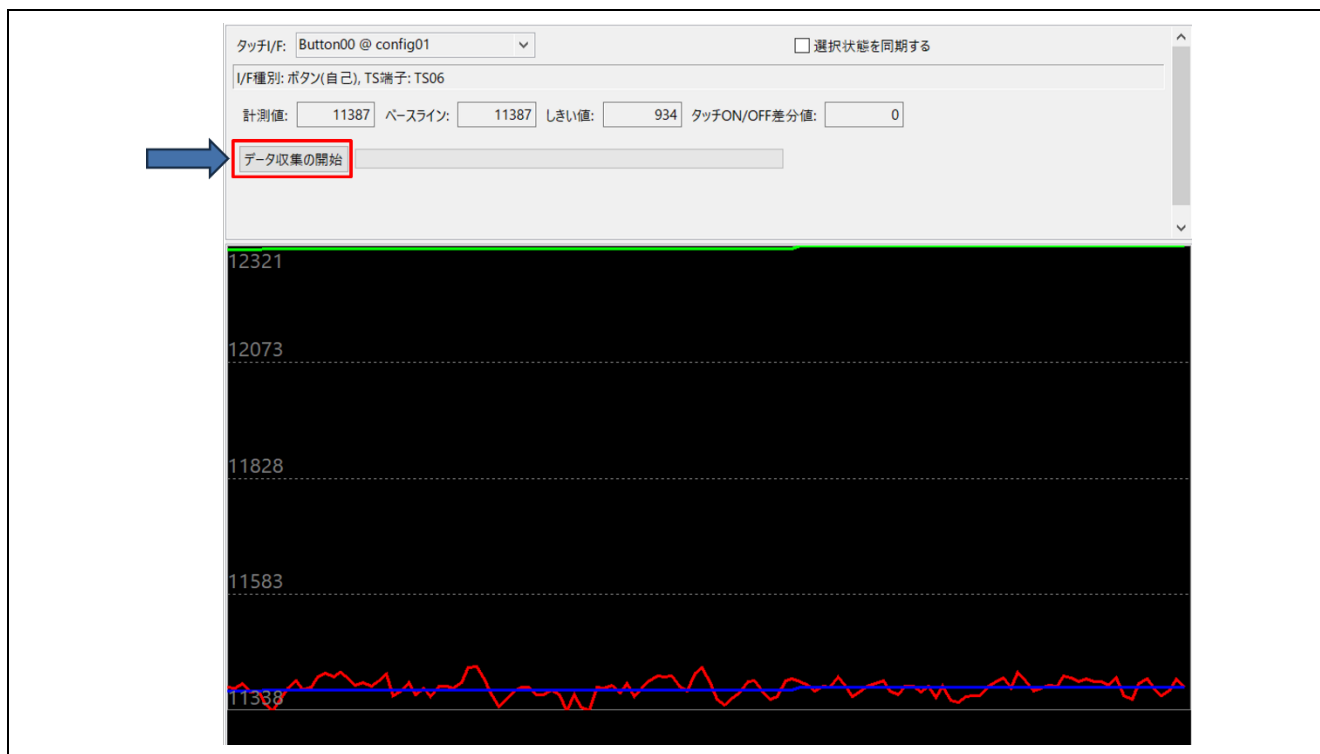 タッチI/F: Button00 @ config01 選択状態を同期する
I/F種別: ボタン(自己), TS端子: TS06
計測値: 11387 ベースライン: 11387 しきい値: 934 タッチON/OFF差分値: 0
データ収集の開始
12321
12073
11828
11583
11338